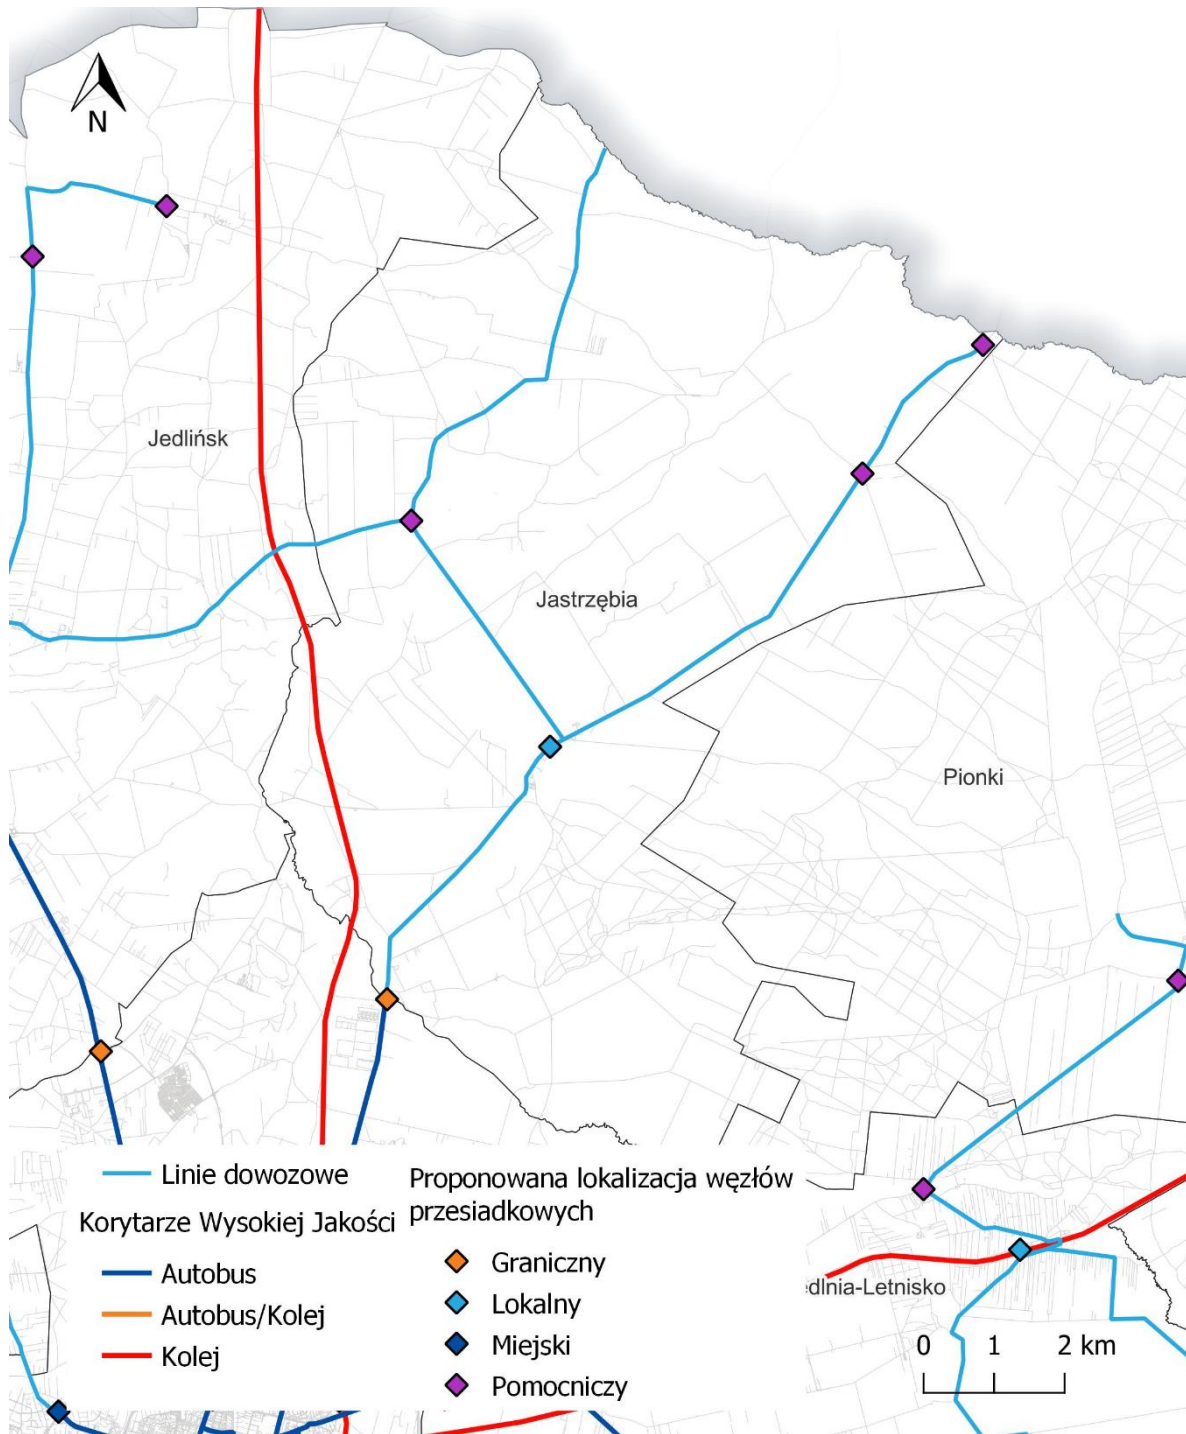 N
Jedlińsk
Jastrzębia
Pionki
Linie dowozowe
Korytarze Wysokiej Jakości
Autobus
Autobus/Kolej
Kolej
Proponowana lokalizacja węzłów
przesiadkowych
Graniczny
Lokalny
Miejski
Pomocniczy
edlnia-Letnisko
0 1 2 km